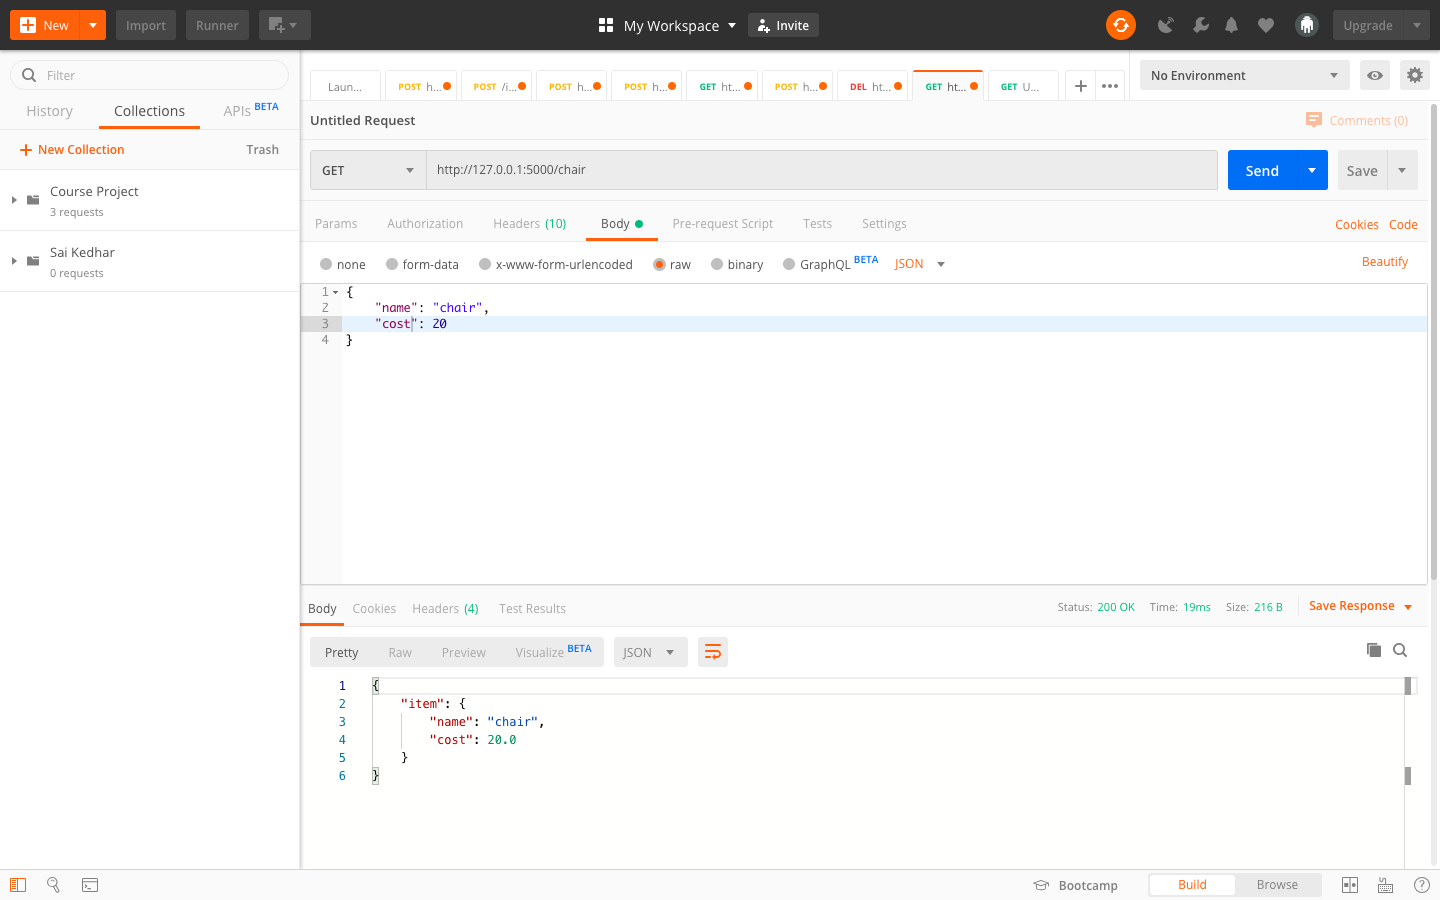 New
Import
Runner
My Workspace
Invite
Upgrade
Filter
History
Collections
APIs BETA
New Collection
Trash
Course Project
3 requests
Sai Kedhar
0 requests
Laun...
POST h...
POST /i...
POST h...
POST h...
GET ht...
POST h...
DEL ht...
GET ht...
GET U...
No Environment
Untitled Request
Comments (0)
GET
http://127.0.0.1:5000/chair
Send
Save
Params
Authorization
Headers (10)
Body
Pre-request Script
Tests
Settings
Cookies
Code
none
form-data
x-www-form-urlencoded
raw
binary
GraphQL BETA
JSON
Beautify
1 {
2 "name": "chair",
3 "cost": 20
4 }
Body
Cookies
Headers (4)
Test Results
Status: 200 OK
Time: 19ms
Size: 216 B
Save Response
Pretty
Raw
Preview
Visualize BETA
JSON
1 {
2 "item": {
3 "name": "chair",
4 "cost": 20.0
5 }
6 }
Bootcamp
Build
Browse